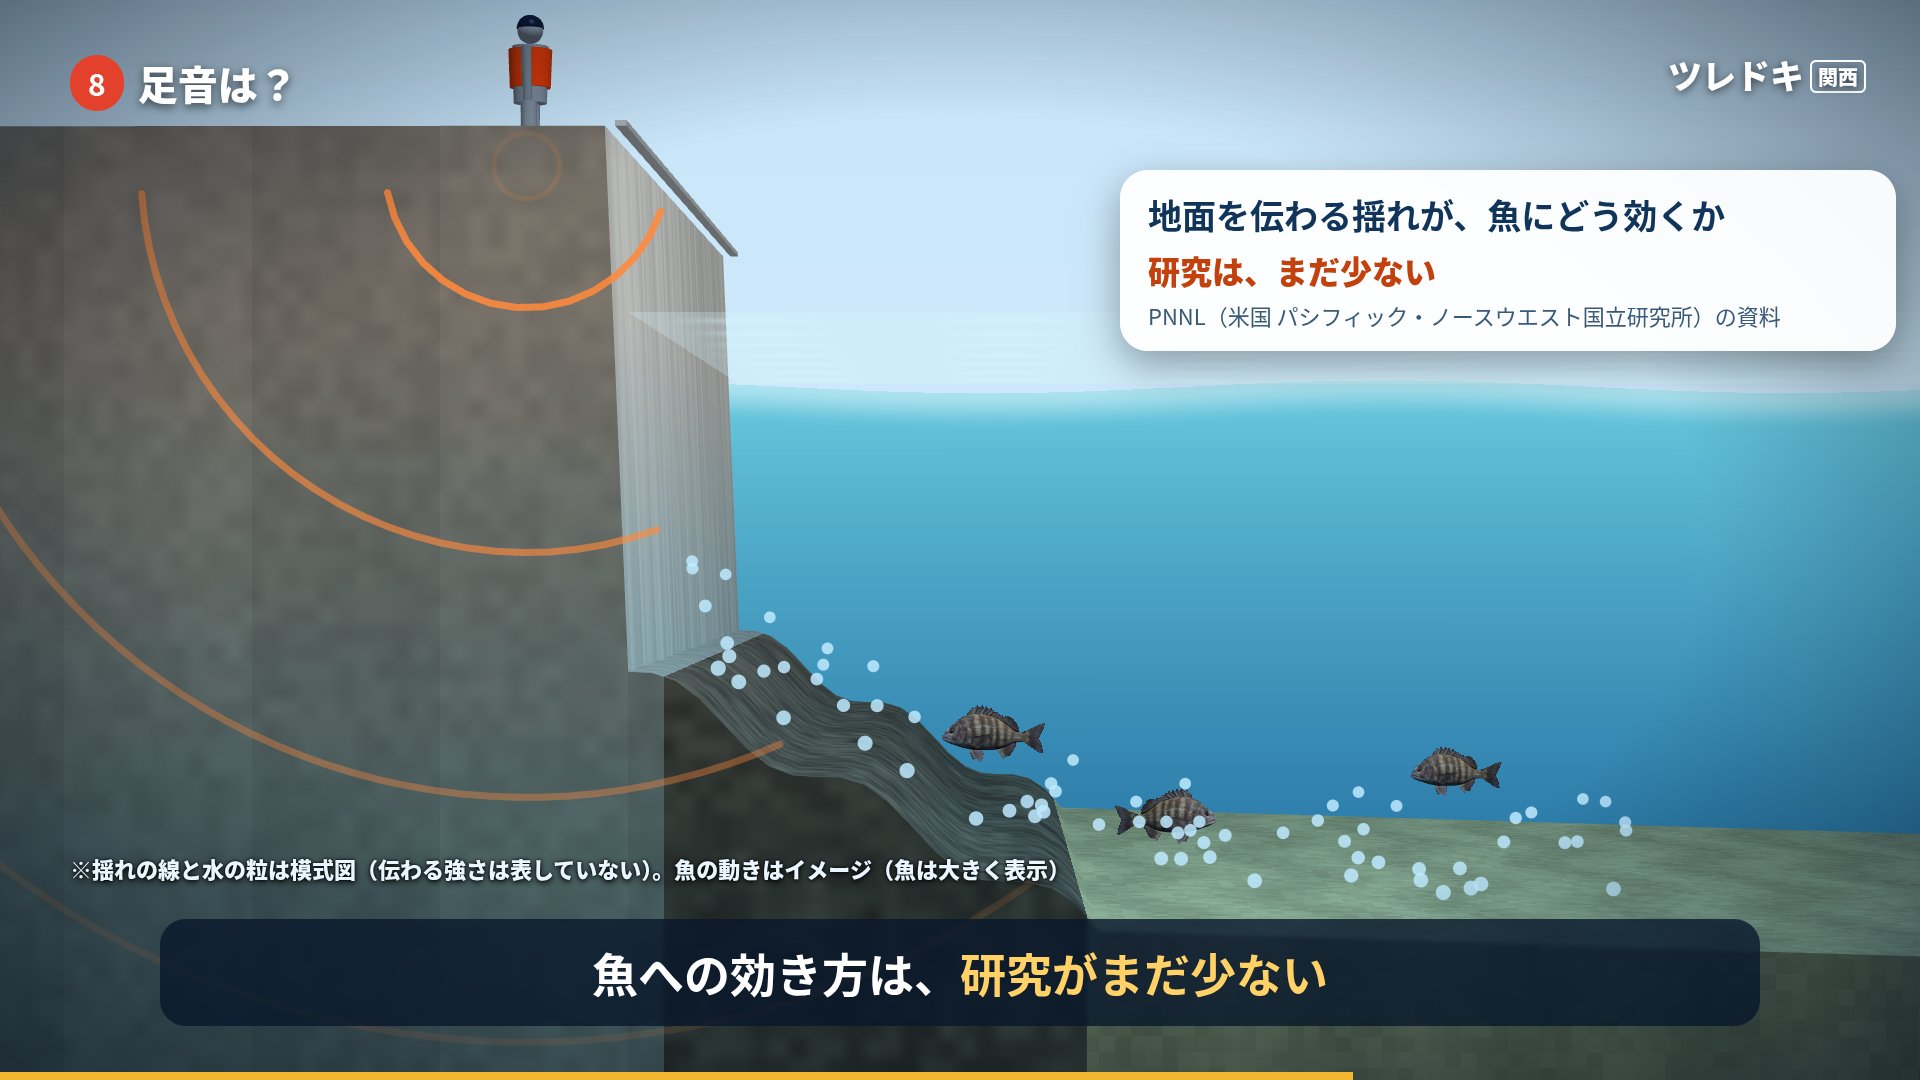 8 足音は？
ツレドキ 関西
地面を伝わる揺れが、魚にどう効くか
研究は、まだ少ない
PNNL（米国 パシフィック・ノースウエスト国立研究所）の資料
※揺れの線と水の粒は模式図（伝わる強さは表していない）。魚の動きはイメージ（魚は大きく表示）
魚への効き方は、研究がまだ少ない